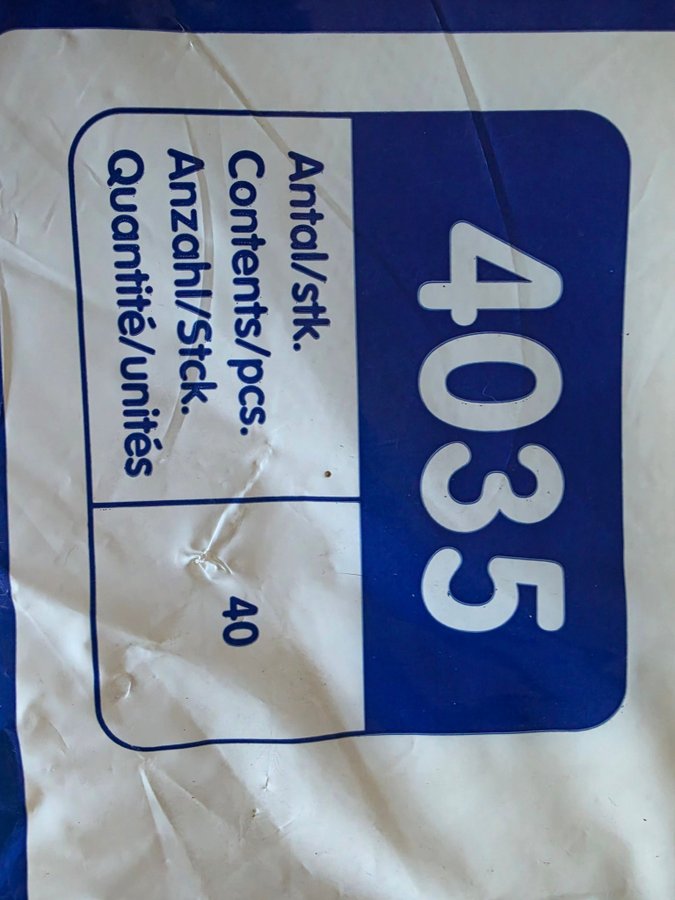 4035
Antal/stk.
Contents/pcs.
Anzahl/Stck.
Quantité/unités
40